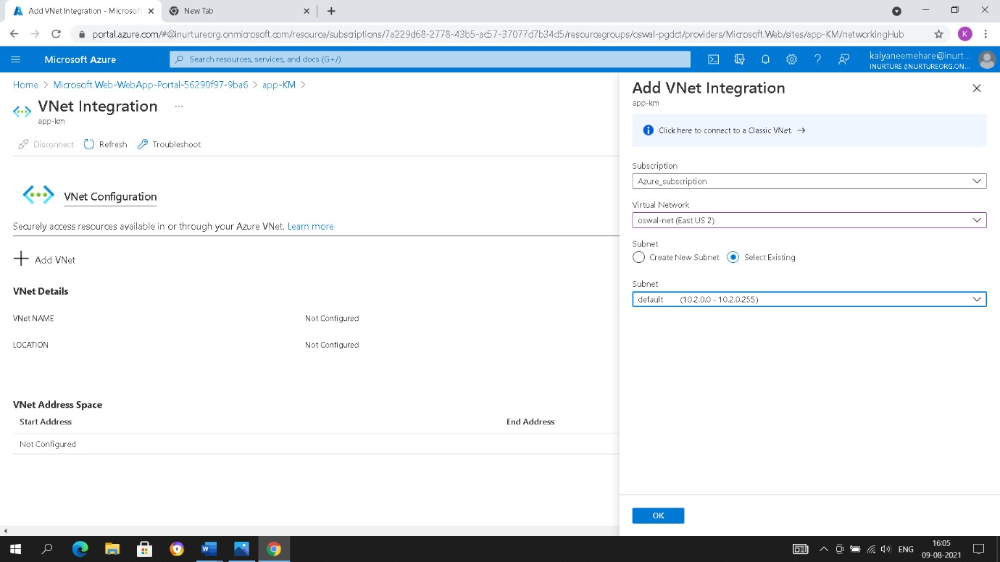 Add VNet Integration - Microsoft
New Tab
portal.azure.com/#@inurtureorg.onmicrosoft.com/resource/subscriptions/7a229d68-2778-43b5-ac57-37077d7b34d5/resourcegroups/oswal-pgdct/providers/Microsoft.Web/sites/app-KM/networkingHub
K
Microsoft Azure
Search resources, services, and docs (G+/)
kalyaneemehare@inurt...
INURTURE (INURTUREORG.ON...
Home > Microsoft.Web-WebApp-Portal-56290f97-9ba6 > app-KM >
VNet Integration ...
app-km
Disconnect Refresh Troubleshoot
VNet Configuration
Securely access resources available in or through your Azure VNet. Learn more
Add VNet
VNet Details
VNet NAME Not Configured
LOCATION Not Configured
VNet Address Space
Start Address End Address
Not Configured
Add VNet Integration
app-km
Click here to connect to a Classic VNet. →
Subscription
Azure_subscription
Virtual Network
oswal-net (East US 2)
Subnet
Create New Subnet Select Existing
Subnet
default (10.2.0.0 - 10.2.0.255)
OK
ENG
16:05
09-08-2021